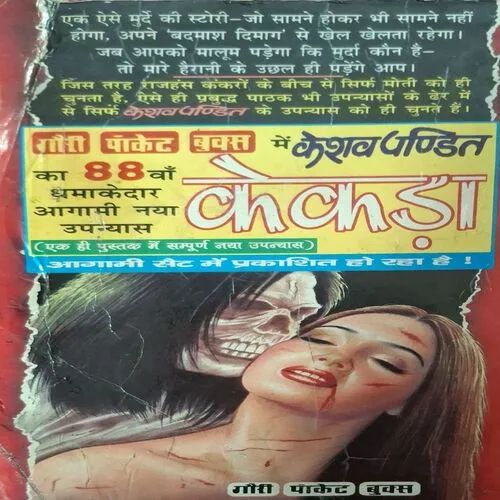 एक ऐसे मुर्दे की स्टोरी–जो सामने होकर भी सामने नहीं
होगा, अपने 'बदमाश दिमाग' से खेल खेलता रहेगा।
जब आपको मालूम पड़ेगा कि मुर्दा कौन है–
तो मारे हैरानी के उछल ही पड़ेंगे आप।
जिस तरह राजहंस कंकरों के बीच से सिर्फ मोती को ही
चुनता है, ऐसे ही प्रबुद्ध पाठक भी उपन्यासों के ढेर में
से सिर्फ केशव पण्डित के उपन्यास को ही चुनते हैं।
गौरी पॉकेट बुक्स में केशव पण्डित
का 88वाँ
धमाकेदार
आगामी नया
उपन्यास
केकड़ा
(एक ही पुस्तक में सम्पूर्ण नया उपन्यास)
आगामी सैट में प्रकाशित हो रहा है !
गौरी पॉकेट बुक्स